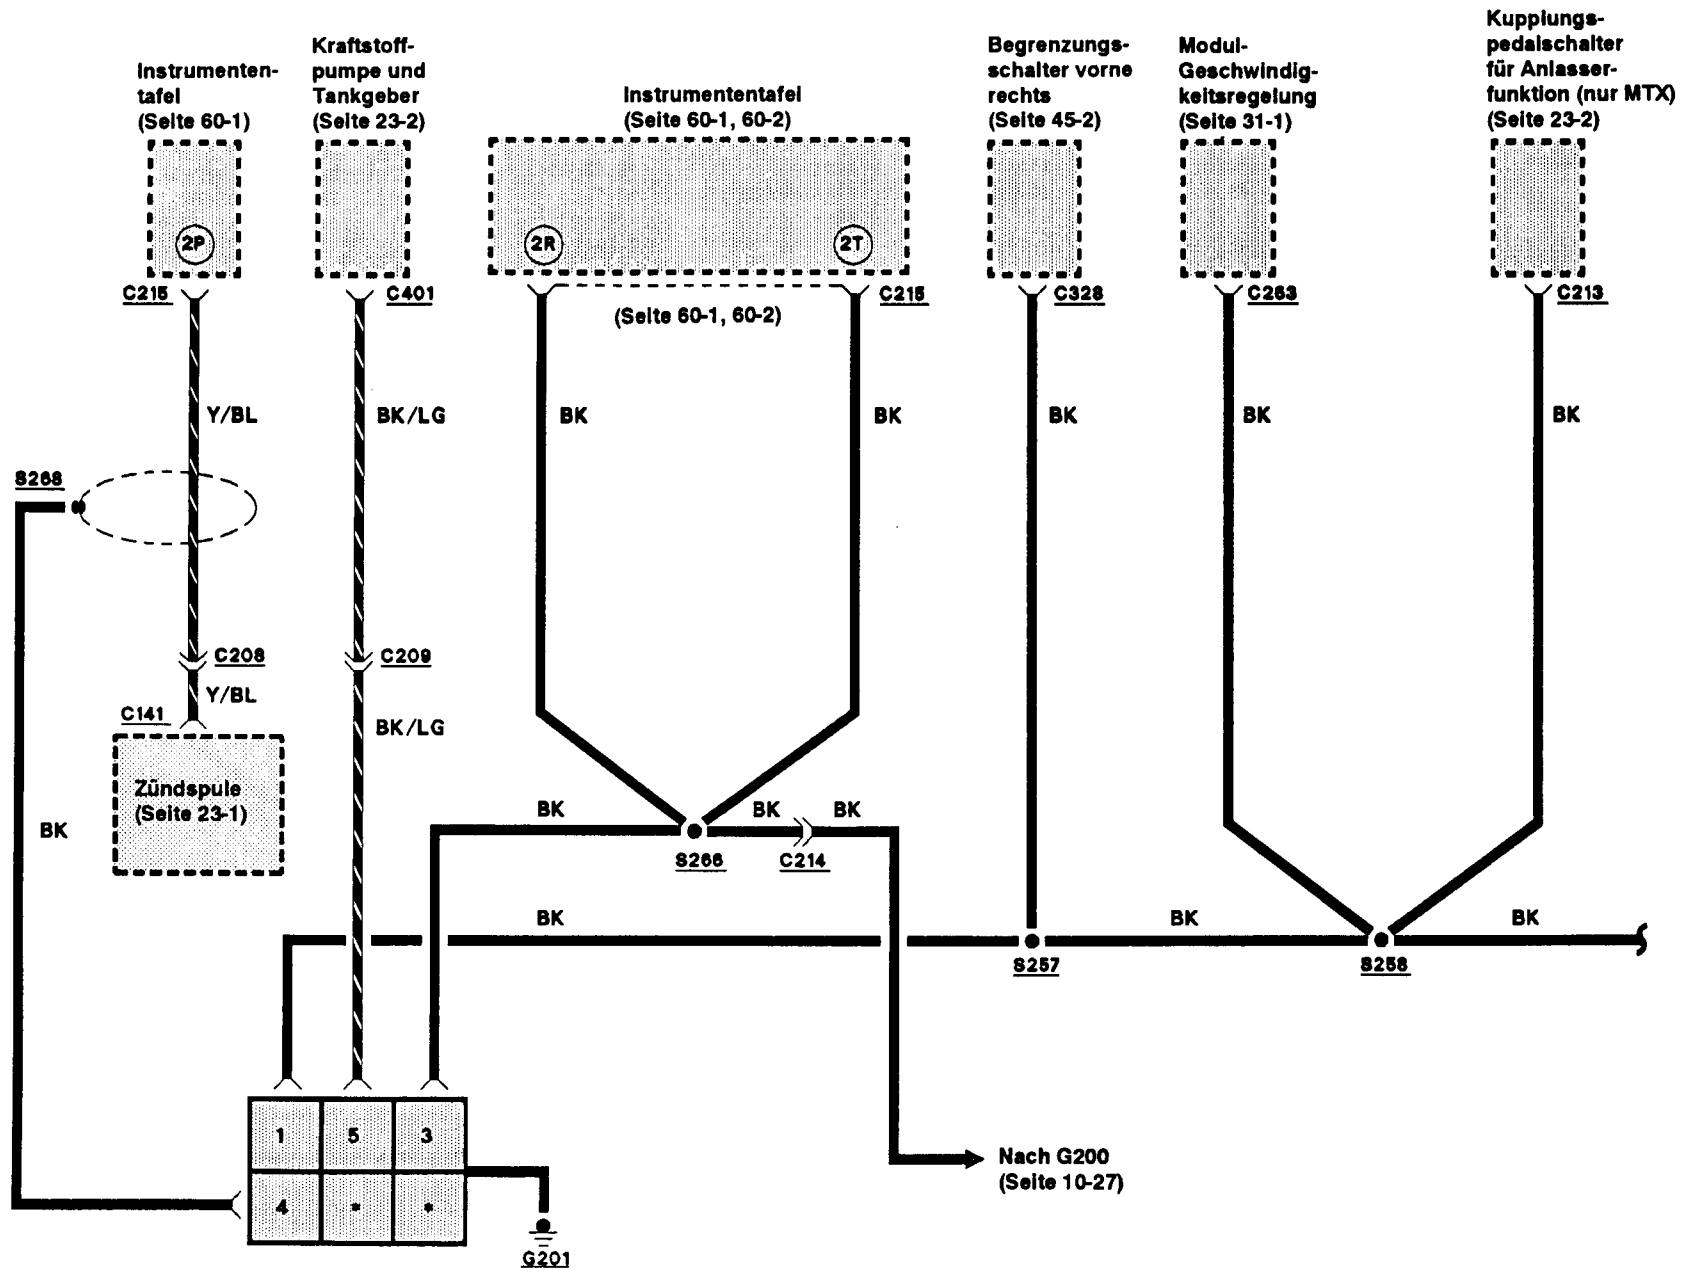 Instrumenten-
tafel
(Seite 60-1)
Kraftstoff-
pumpe und
Tankgeber
(Seite 23-2)
Instrumententafel
(Seite 60-1, 60-2)
Begrenzungs-
schalter vorne
rechts
(Seite 45-2)
Modul-
Geschwindig-
keitsregelung
(Seite 31-1)
Kupplungs-
pedalschalter
für Anlasser-
funktion (nur MTX)
(Seite 23-2)
2P
2R
2T
C215
C401
(Seite 60-1, 60-2)
C215
C328
C263
C213
Y/BL
BK/LG
BK
BK
BK
BK
BK
S268
C208
C209
Y/BL
C141
BK/LG
Zündspule
(Seite 23-1)
BK
BK
BK
BK
S266
C214
BK
BK
BK
S257
S258
1
5
3
4
*
*
Nach G200
(Seite 10-27)
G201